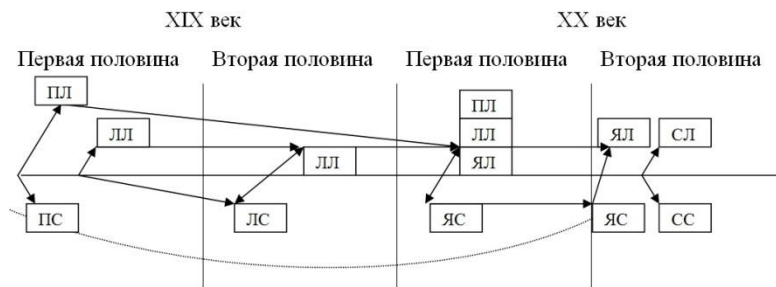 XIX век XX век
Первая половина Вторая половина Первая половина Вторая половина
ПЛ ПЛ
ЛЛ ЛЛ ЯЛ СЛ
ЛЛ ЯЛ
ПС ЛС ЯС ЯС СС